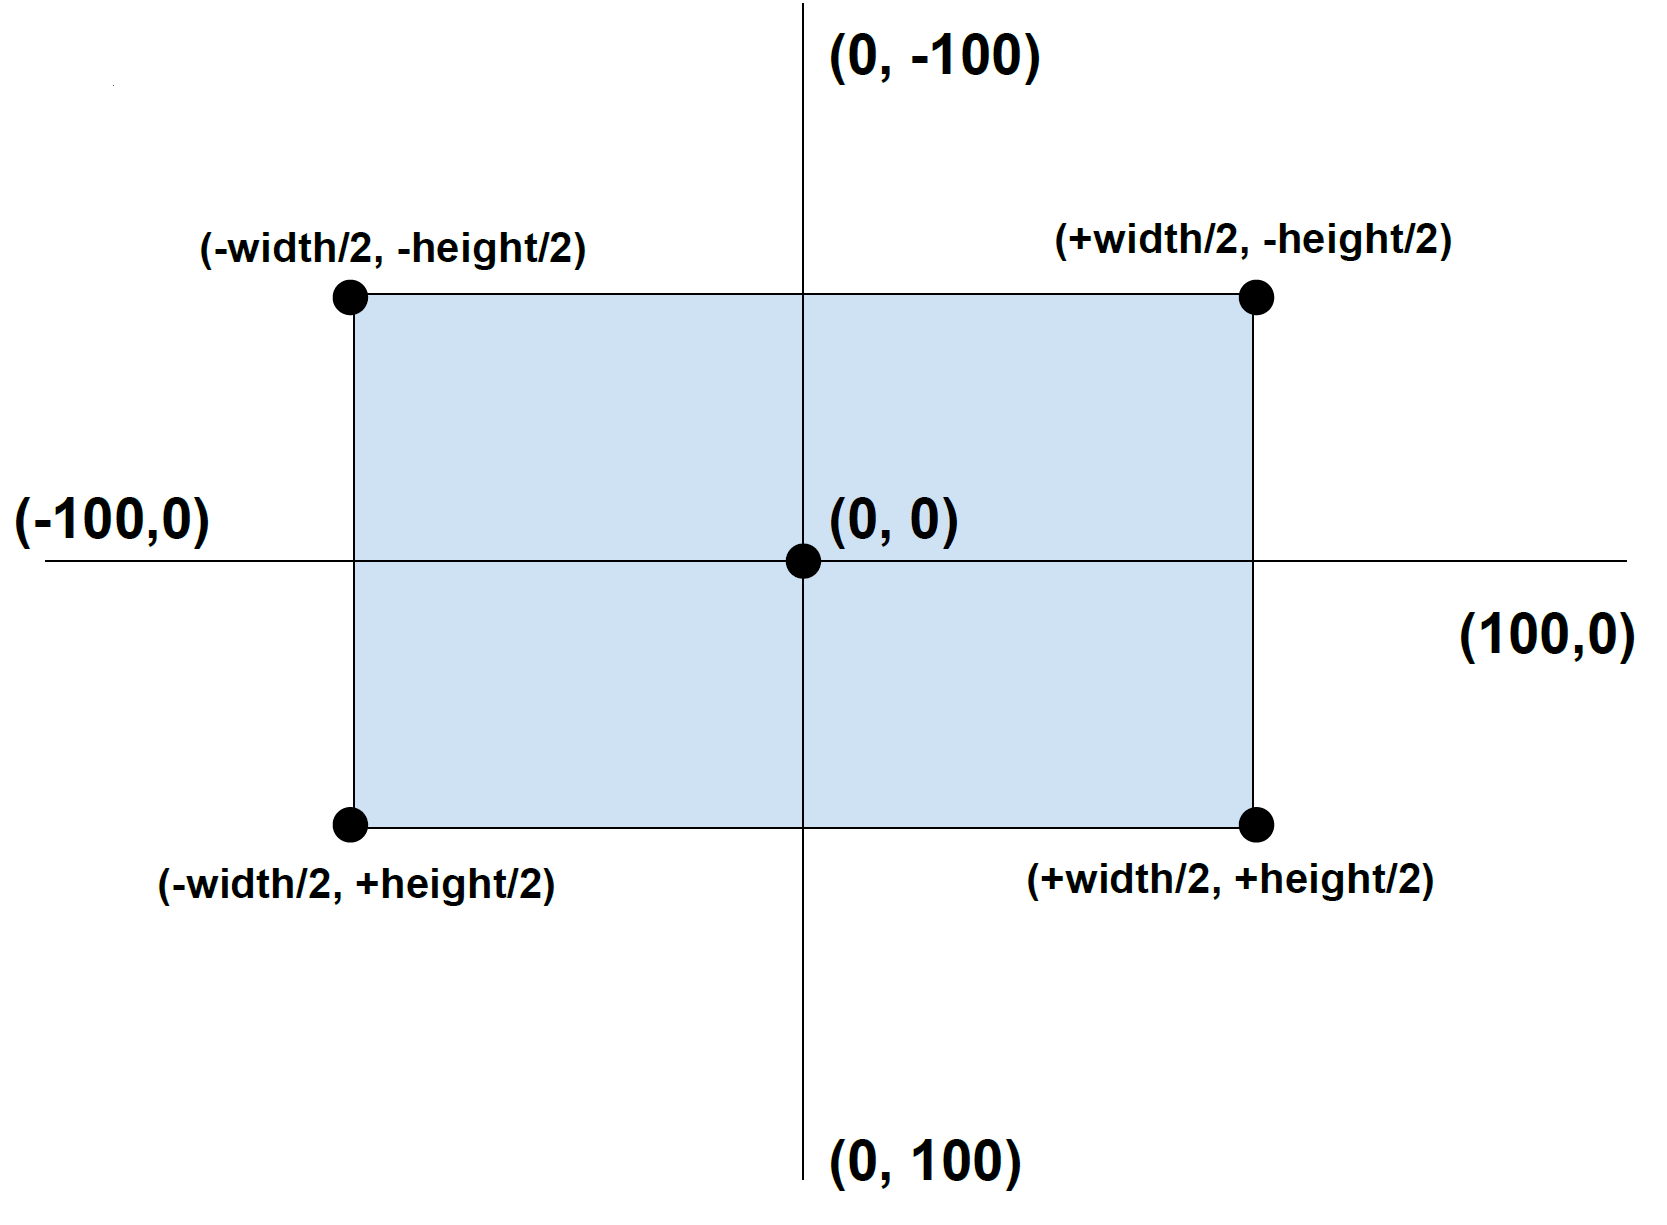 (0, -100)
(-width/2, -height/2)
(+width/2, -height/2)
(-100,0)
(0, 0)
(100,0)
(-width/2, +height/2)
(+width/2, +height/2)
(0, 100)